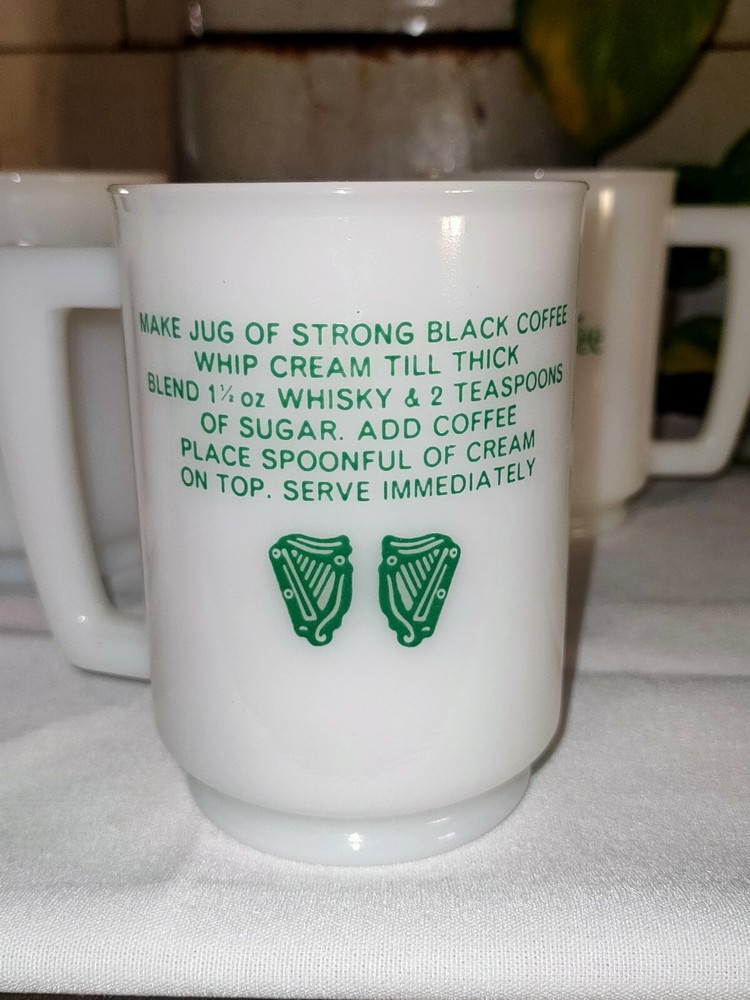 MAKE JUG OF STRONG BLACK COFFEE
WHIP CREAM TILL THICK
BLEND 1½ oz WHISKY & 2 TEASPOONS
OF SUGAR. ADD COFFEE
PLACE SPOONFUL OF CREAM
ON TOP. SERVE IMMEDIATELY